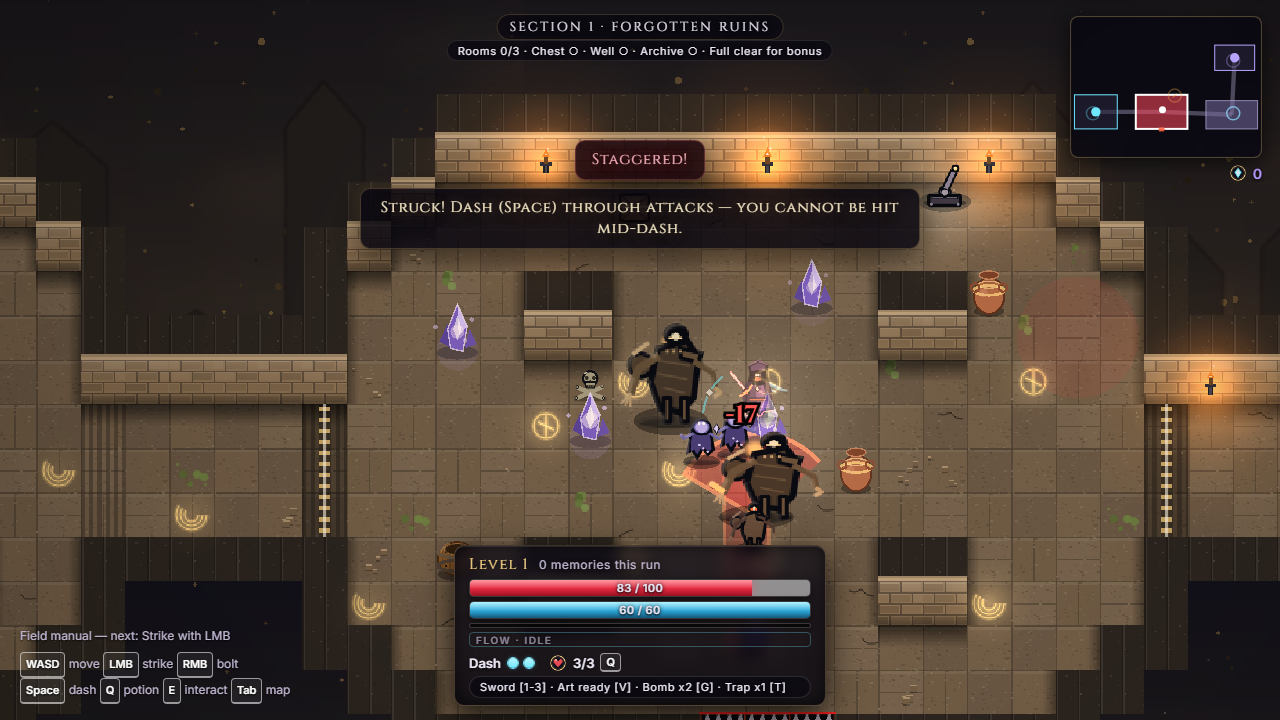 SECTION 1 · FORGOTTEN RUINS
Rooms 0/3 · Chest ○ · Well ○ · Archive ○ · Full clear for bonus
0
STAGGERED!
STRUCK! DASH (SPACE) THROUGH ATTACKS — YOU CANNOT BE HIT
MID-DASH.
-17
LEVEL 1 0 memories this run
83 / 100
60 / 60
FLOW · IDLE
Dash 3/3 Q
Sword [1-3] · Art ready [V] · Bomb x2 [G] · Trap x1 [T]
Field manual — next: Strike with LMB
WASD move LMB strike RMB bolt
Space dash Q potion E interact Tab map